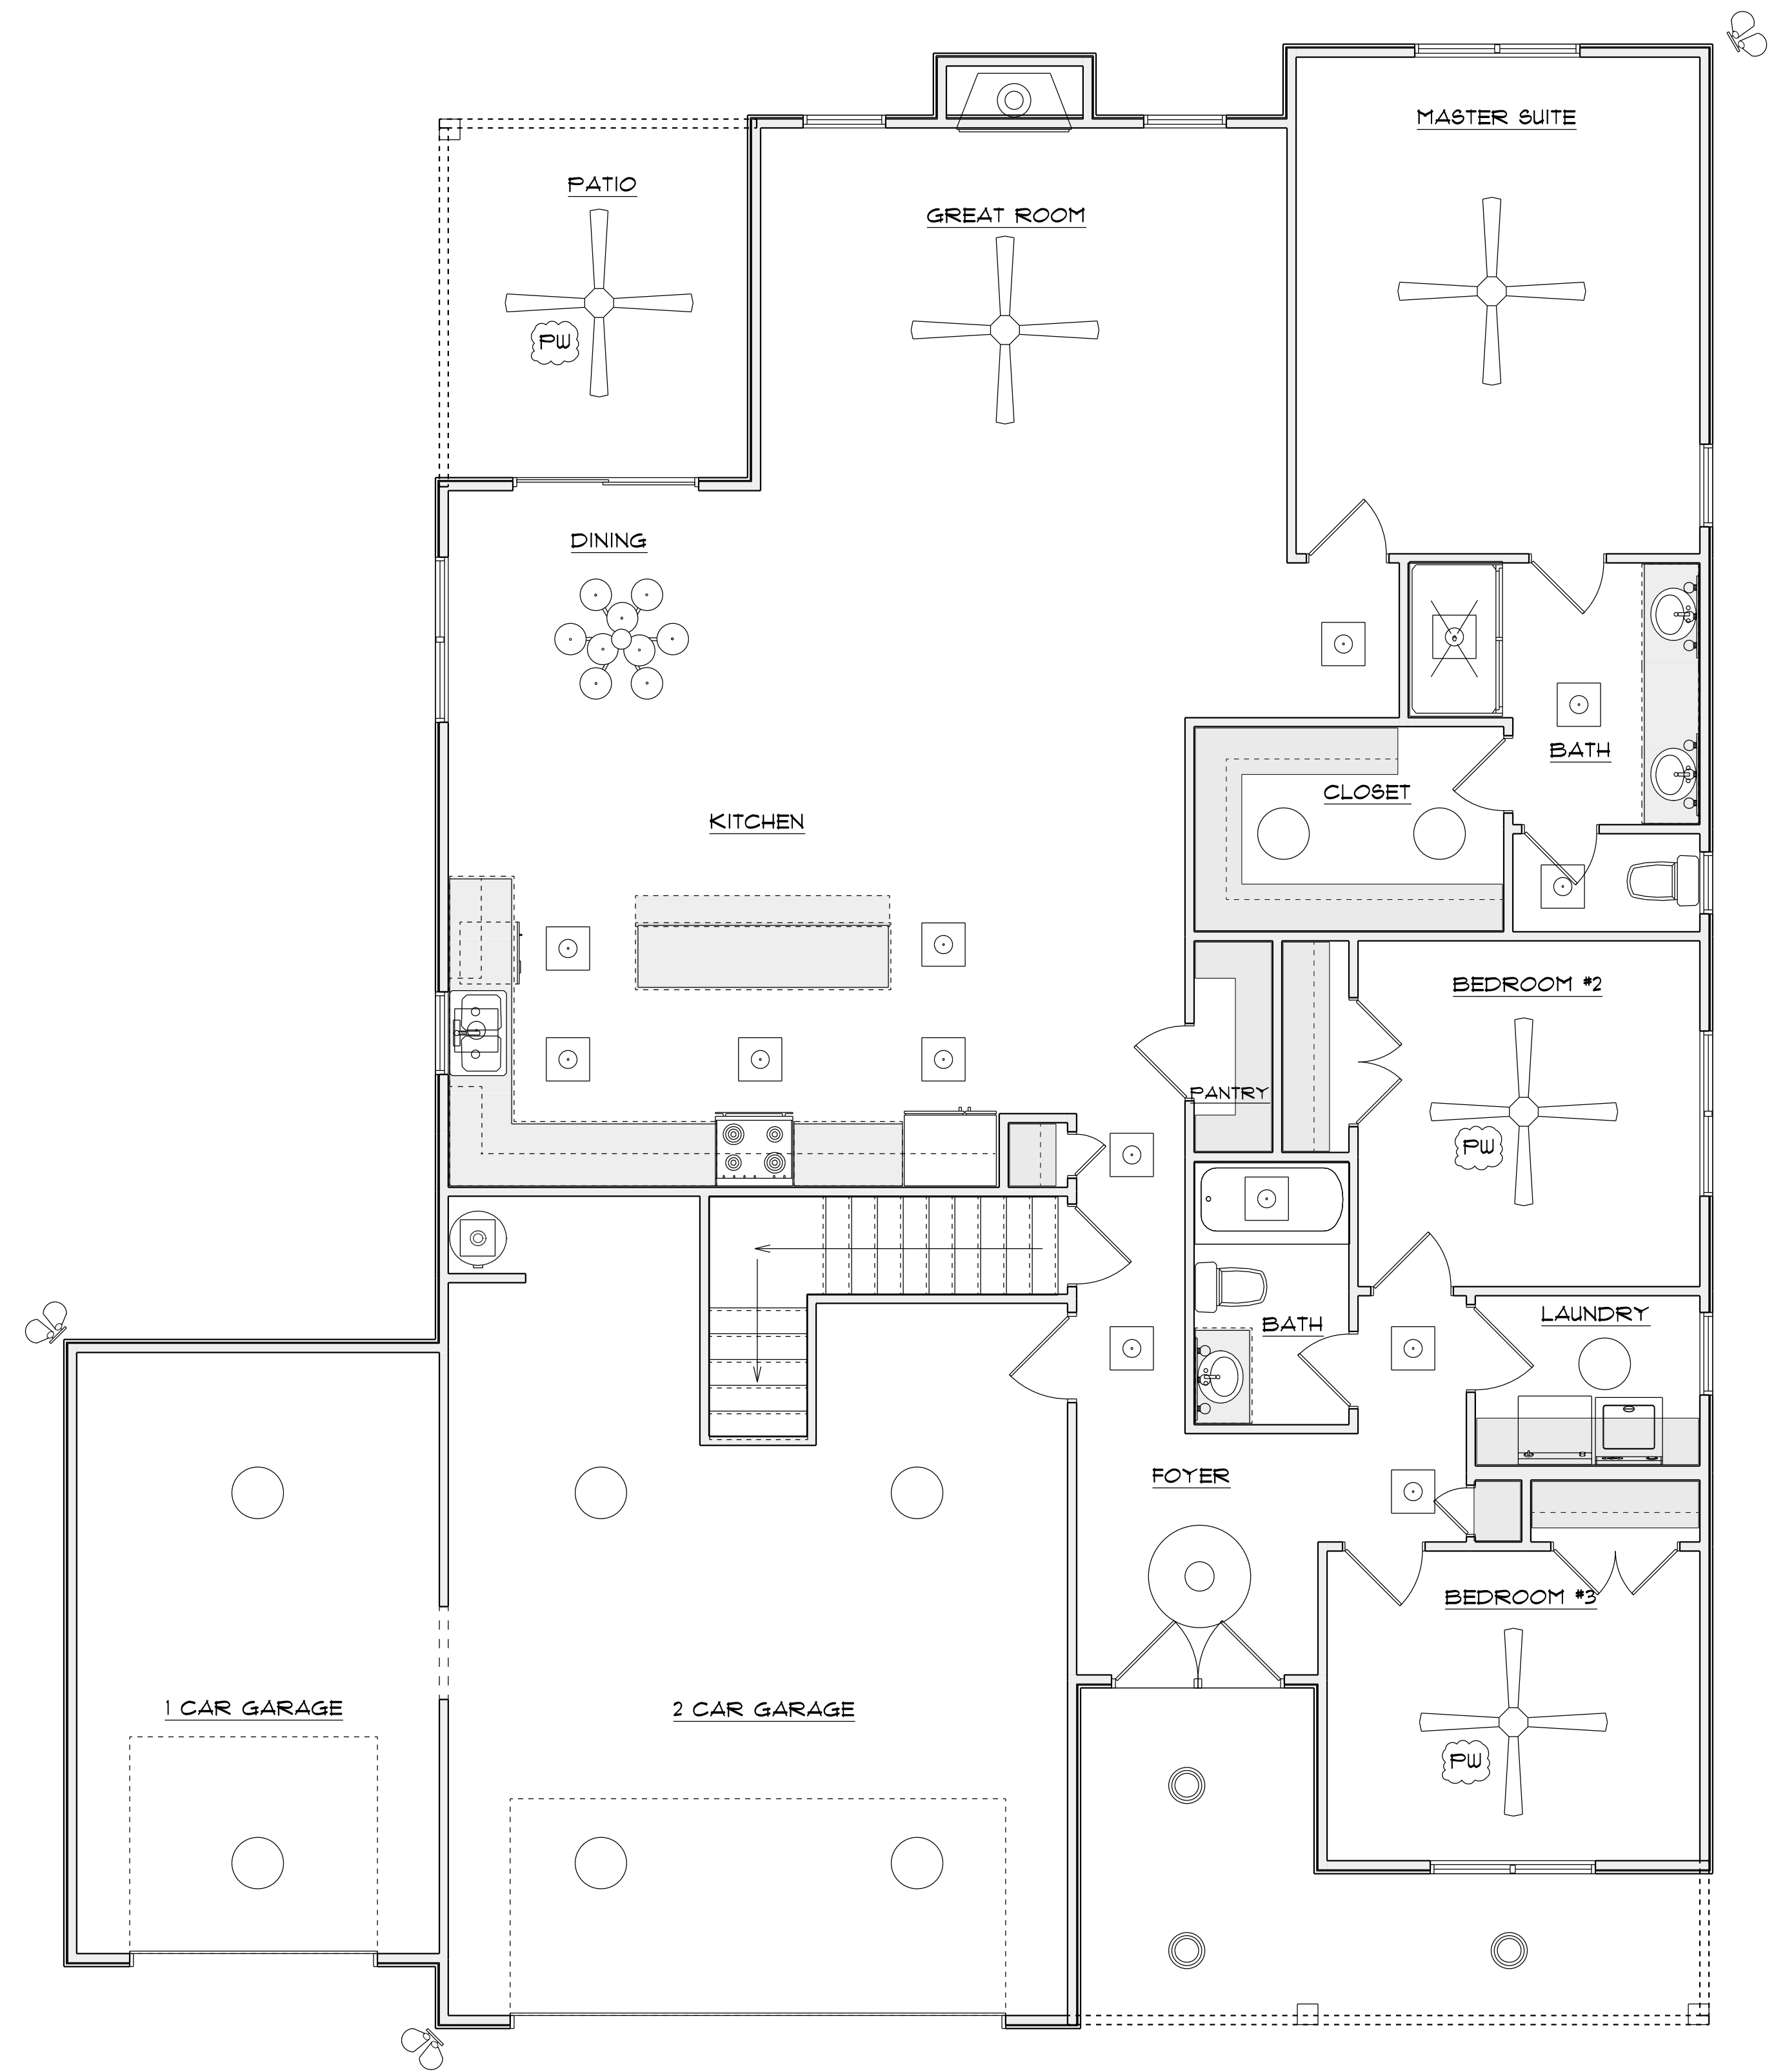 MASTER SUITE
PATIO
GREAT ROOM
PW
DINING
BATH
CLOSET
KITCHEN
BEDROOM #2
PANTRY
PW
LAUNDRY
BATH
FOYER
BEDROOM #3
1 CAR GARAGE
2 CAR GARAGE
PW